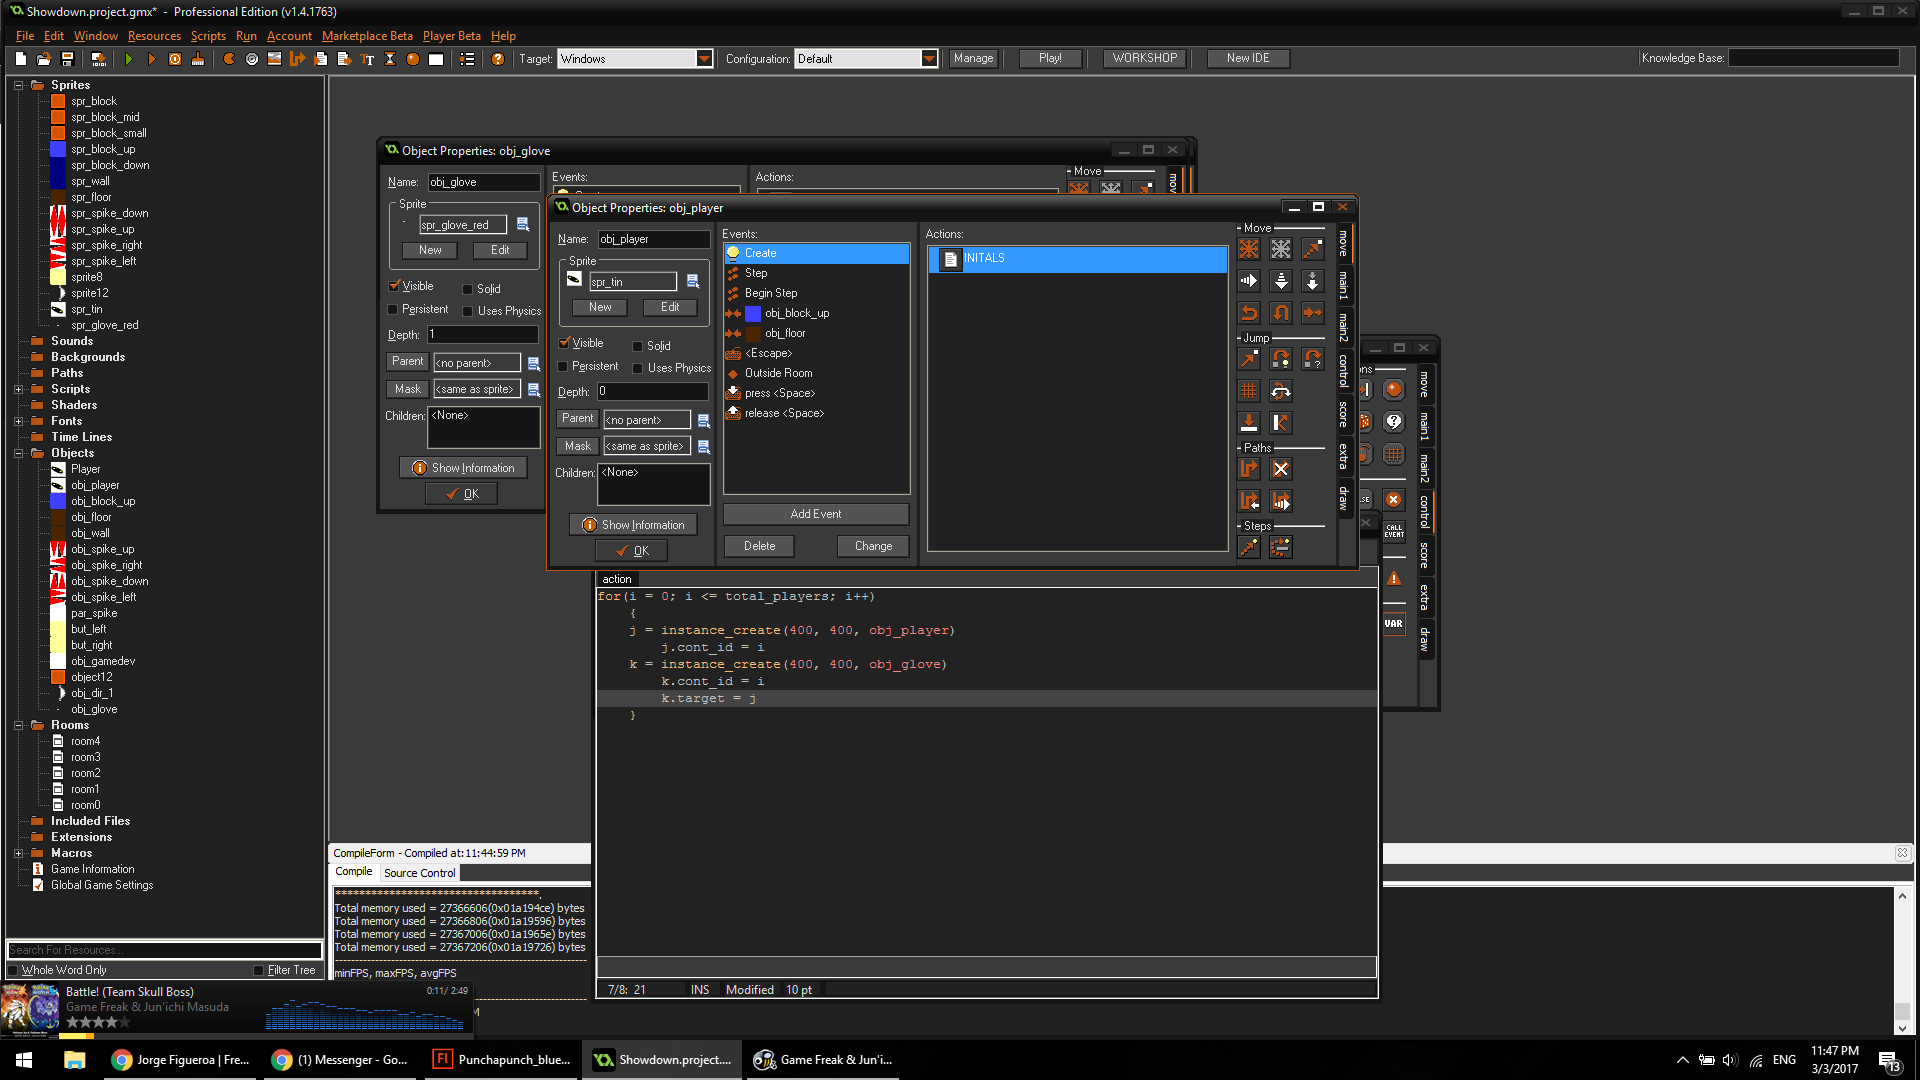 Showdown.project.gmx* - Professional Edition (v1.4.1763)
File Edit Window Resources Scripts Run Account Marketplace Beta Player Beta Help
Target: Windows Configuration: Default Manage Play! WORKSHOP New IDE Knowledge Base:
Sprites
spr_block
spr_block_mid
spr_block_small
spr_block_up
spr_block_down
spr_wall
spr_floor
spr_spike_down
spr_spike_up
spr_spike_right
spr_spike_left
sprite8
sprite12
spr_tin
spr_glove_red
Sounds
Backgrounds
Paths
Scripts
Shaders
Fonts
Time Lines
Objects
Player
obj_player
obj_block_up
obj_floor
obj_wall
obj_spike_up
obj_spike_right
obj_spike_down
obj_spike_left
par_spike
but_left
but_right
obj_gamedev
object12
obj_dir_1
obj_glove
Rooms
room4
room3
room2
room1
room0
Included Files
Extensions
Macros
Game Information
Global Game Settings
Search For Resources...
Whole Word Only Filter Tree
Object Properties: obj_glove
Name: obj_glove
Sprite
spr_glove_red
New Edit
Visible Solid
Persistent Uses Physics
Depth: 1
Parent <no parent>
Mask <same as sprite>
Children: <None>
Show Information
OK
Events:
Actions:
Move
move
Object Properties: obj_player
Name: obj_player
Sprite
spr_tin
New Edit
Visible Solid
Persistent Uses Physics
Depth: 0
Parent <no parent>
Mask <same as sprite>
Children: <None>
Show Information
OK
Events:
Create
Step
Begin Step
obj_block_up
obj_floor
<Escape>
Outside Room
press <Space>
release <Space>
Add Event
Delete Change
Actions:
INITALS
Move
Jump
Paths
Steps
move
main1
main2
control
score
extra
draw
move
main1
main2
control
score
extra
draw
CALL
EVENT
VAR
action
for(i = 0; i <= total_players; i++)
{
j = instance_create(400, 400, obj_player)
j.cont_id = i
k = instance_create(400, 400, obj_glove)
k.cont_id = i
k.target = j
}
7/8: 21 INS Modified 10 pt
CompileForm - Compiled at:11:44:59 PM
Compile Source Control
Total memory used = 27366606(0x01a194ce) bytes
Total memory used = 27366806(0x01a19596) bytes
Total memory used = 27367006(0x01a1965e) bytes
Total memory used = 27367206(0x01a19726) bytes
minFPS, maxFPS, avgFPS
Battle! (Team Skull Boss) 0:11/ 2:49
Game Freak & Jun'ichi Masuda
Jorge Figueroa | Fre...
(1) Messenger - Go...
Punchapunch_blue...
Showdown.project....
Game Freak & Jun'i...
ENG
11:47 PM
3/3/2017
13